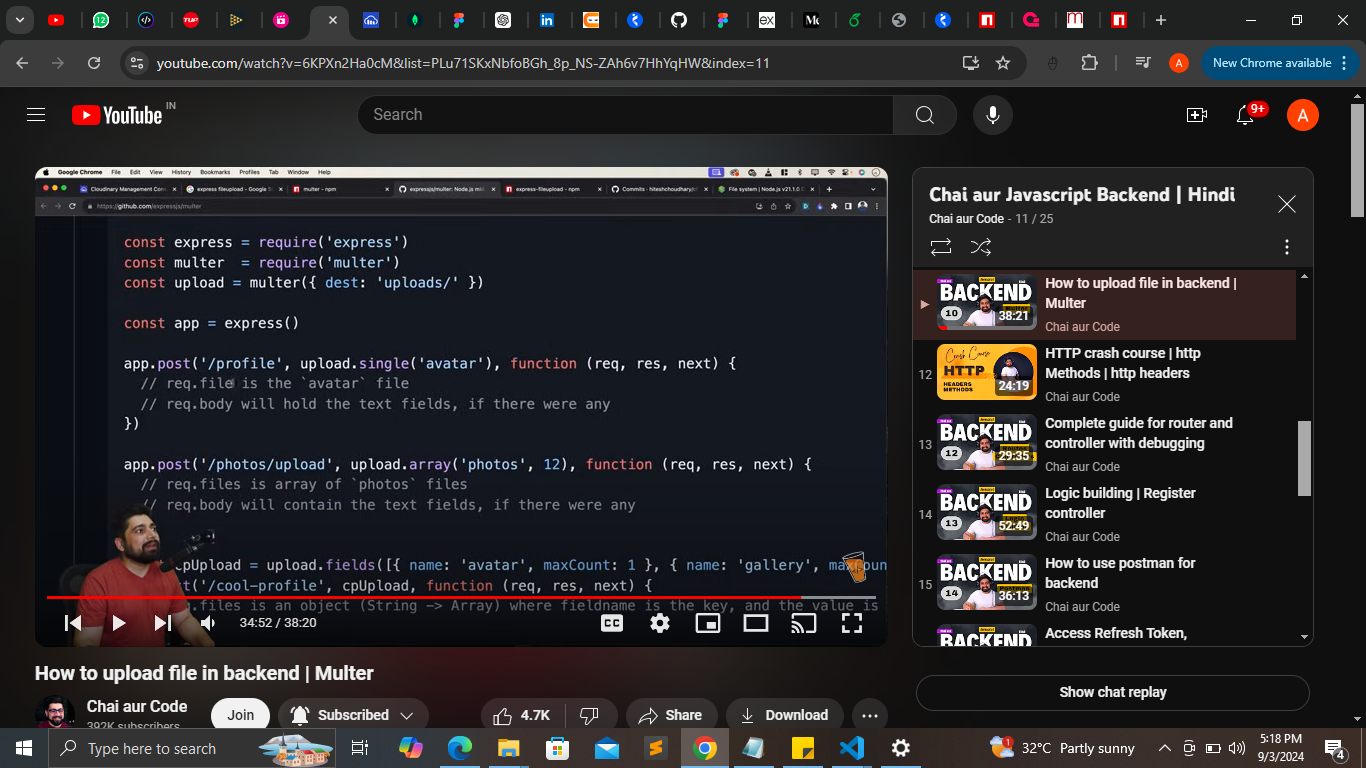 12
youtube.com/watch?v=6KPXn2Ha0cM&list=PLu71SKxNbfoBGh_8p_NS-ZAh6v7HhYqHW&index=11
A
New Chrome available
YouTube IN
Search
9+
A
Google Chrome File Edit View History Bookmarks Profiles Tab Window Help
Cloudinary Management Con
express fileupload - Google S
multer - npm
expressjs/multer: Node.js mid
express-fileupload - npm
Commits · hiteshchoudhary/c
File system | Node.js v21.1.0 D
https://github.com/expressjs/multer
const express = require('express')
const multer = require('multer')
const upload = multer({ dest: 'uploads/' })
const app = express()
app.post('/profile', upload.single('avatar'), function (req, res, next) {
// req.file is the `avatar` file
// req.body will hold the text fields, if there were any
})
app.post('/photos/upload', upload.array('photos', 12), function (req, res, next) {
// req.files is array of `photos` files
// req.body will contain the text fields, if there were any
cpUpload = upload.fields([{ name: 'avatar', maxCount: 1 }, { name: 'gallery', maxCoun
st('/cool-profile', cpUpload, function (req, res, next) {
.files is an object (String -> Array) where fieldname is the key, and the value is
34:52 / 38:20
CC
How to upload file in backend | Multer
Chai aur Code
392K subscribers
Join
Subscribed
4.7K
Share
Download
Chai aur Javascript Backend | Hindi
Chai aur Code - 11 / 25
BACKEND
10
38:21
How to upload file in backend |
Multer
Chai aur Code
12
Crash Course
HTTP
HEADERS
METHODS
24:19
HTTP crash course | http
Methods | http headers
Chai aur Code
13
BACKEND
12
29:35
Complete guide for router and
controller with debugging
Chai aur Code
14
BACKEND
13
52:49
Logic building | Register
controller
Chai aur Code
15
BACKEND
14
36:13
How to use postman for
backend
Chai aur Code
BACKEND
Access Refresh Token,
Show chat replay
Type here to search
1
32°C Partly sunny
5:18 PM
9/3/2024
4